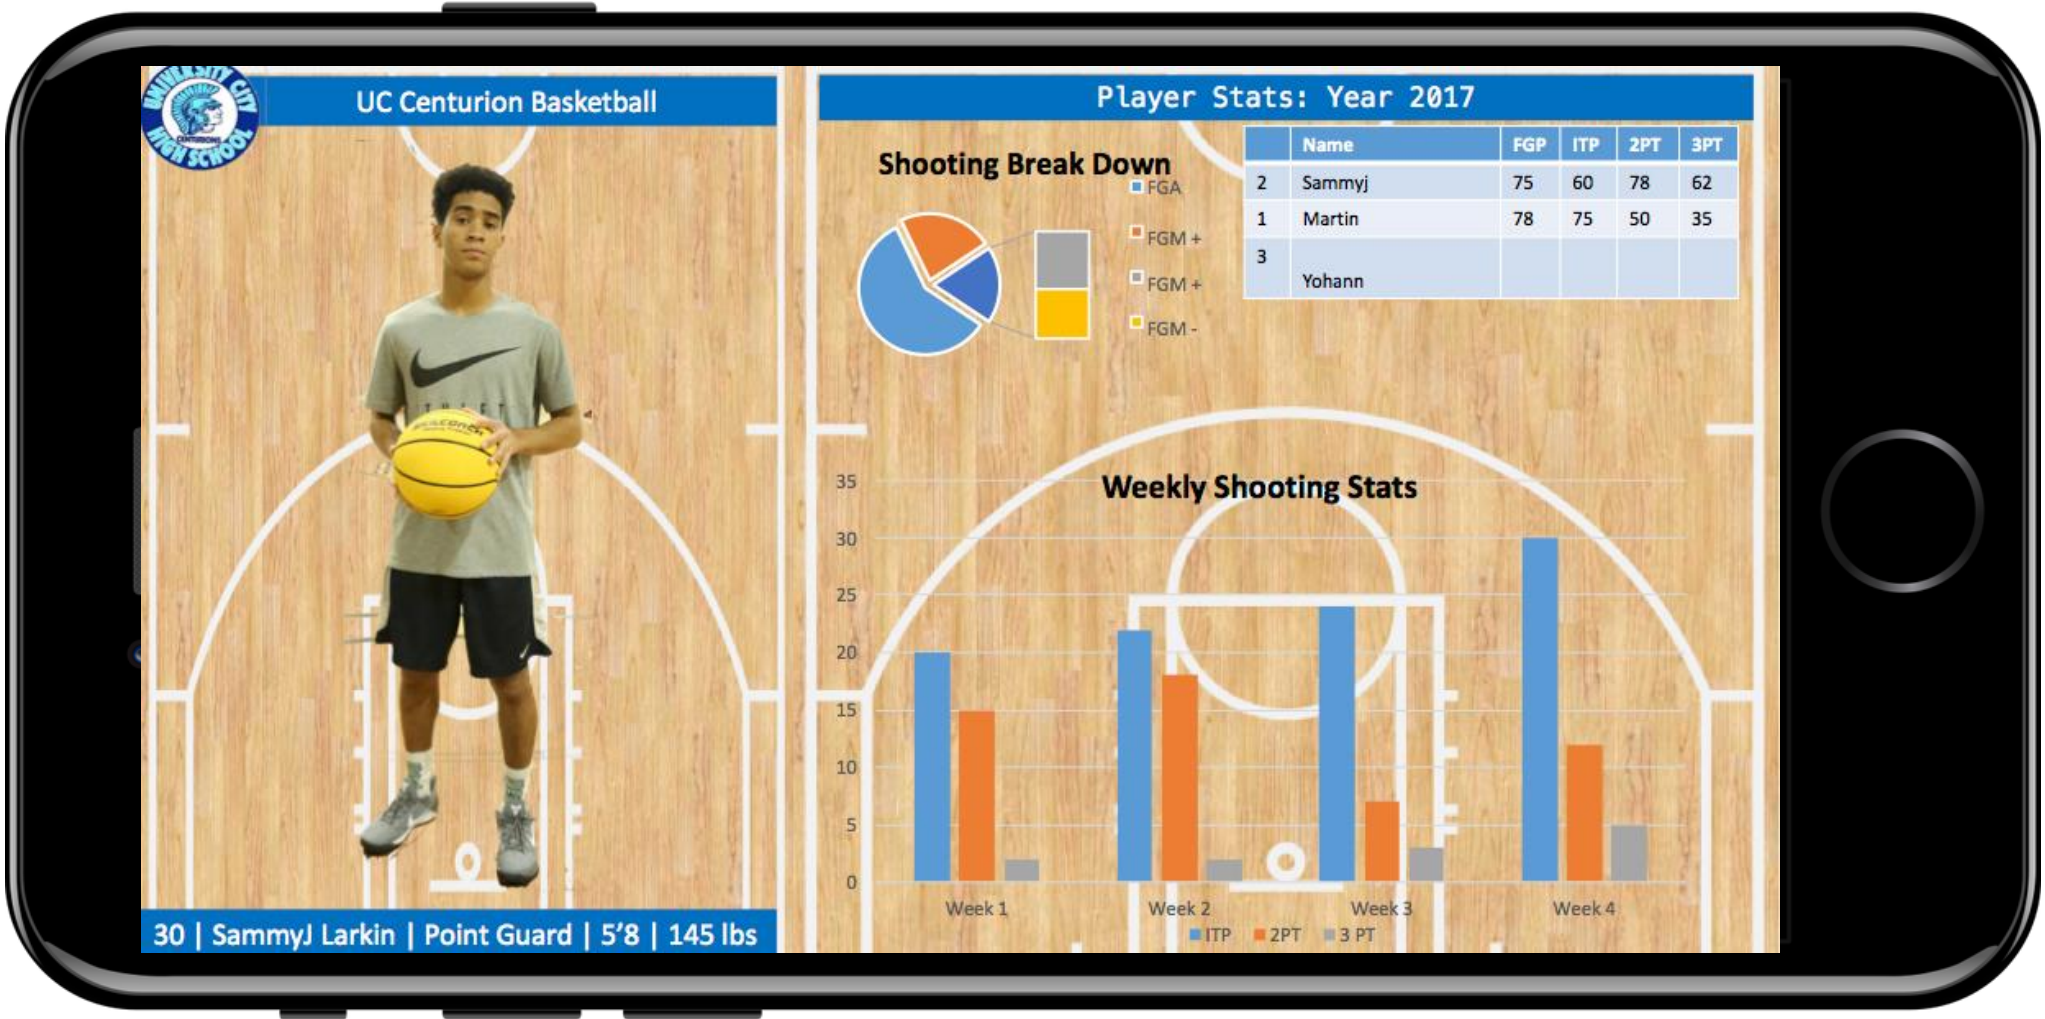 UNIVERSITY CITY
CENTURIONS
HIGH SCHOOL
UC Centurion Basketball
30 | SammyJ Larkin | Point Guard | 5'8 | 145 lbs
Player Stats: Year 2017
Shooting Break Down
FGA
FGM +
FGM +
FGM -
Name FGP ITP 2PT 3PT
2 Sammyj 75 60 78 62
1 Martin 78 75 50 35
3
Yohann
Weekly Shooting Stats
35
30
25
20
15
10
5
0
Week 1 Week 2 Week 3 Week 4
ITP 2PT 3 PT